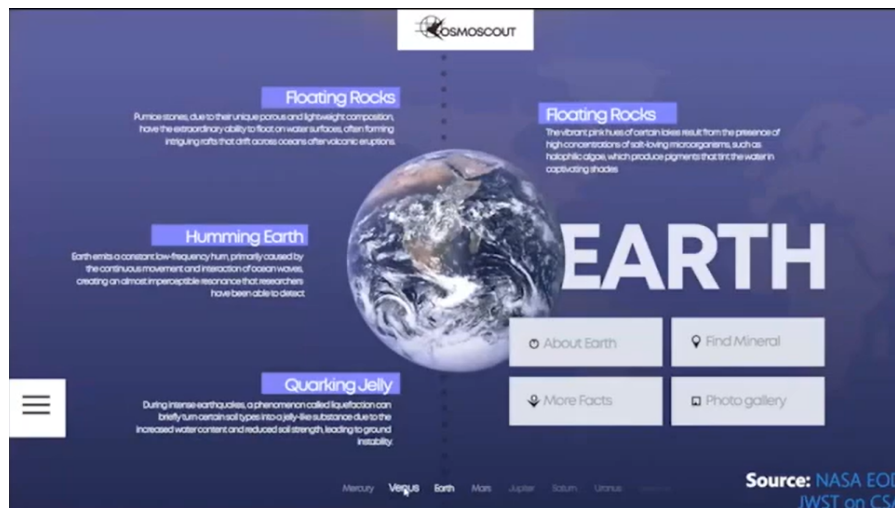 OSMOSCOUT
Floating Rocks
Pumice stones, due to their unique porous and lightweight composition,
have the extraordinary ability to float on water surfaces, often forming
intriguing rafts that drift across oceans after volcanic eruptions.
Floating Rocks
The vibrant pink hues of certain lakes result from the presence of
high concentrations of salt-loving microorganisms, such as
halophilic algae, which produce pigments that tint the water in
captivating shades
Humming Earth
Earth emits a constant low-frequency hum, primarily caused by
the continuous movement and interaction of ocean waves,
creating an almost imperceptible resonance that researchers
have been able to detect
EARTH
About Earth
Find Mineral
More Facts
Photo gallery
Quarking Jelly
During intense earthquakes, a phenomenon called liquefaction can
briefly turn certain soil types into a jelly-like substance due to the
increased water content and reduced soil strength, leading to ground
instability.
Mercury Venus Earth Mars Jupiter Saturn Uranus
Source: NASA EOL
JWST on CSA